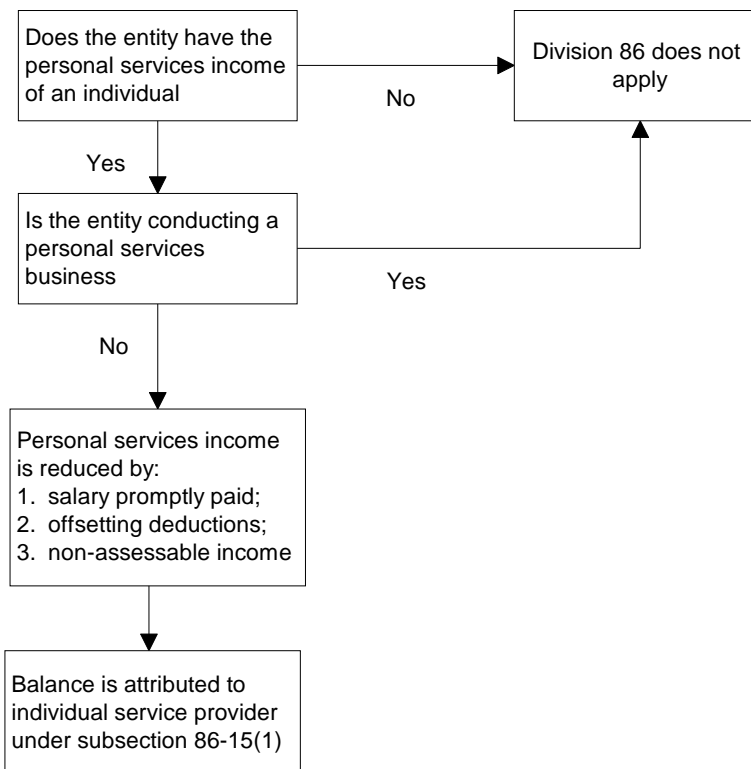 Does the entity have the
personal services income
of an individual
Division 86 does not
apply
No
Yes
Is the entity conducting a
personal services
business
Yes
No
Personal services income
is reduced by:
1. salary promptly paid;
2. offsetting deductions;
3. non-assessable income
Balance is attributed to
individual service provider
under subsection 86-15(1)